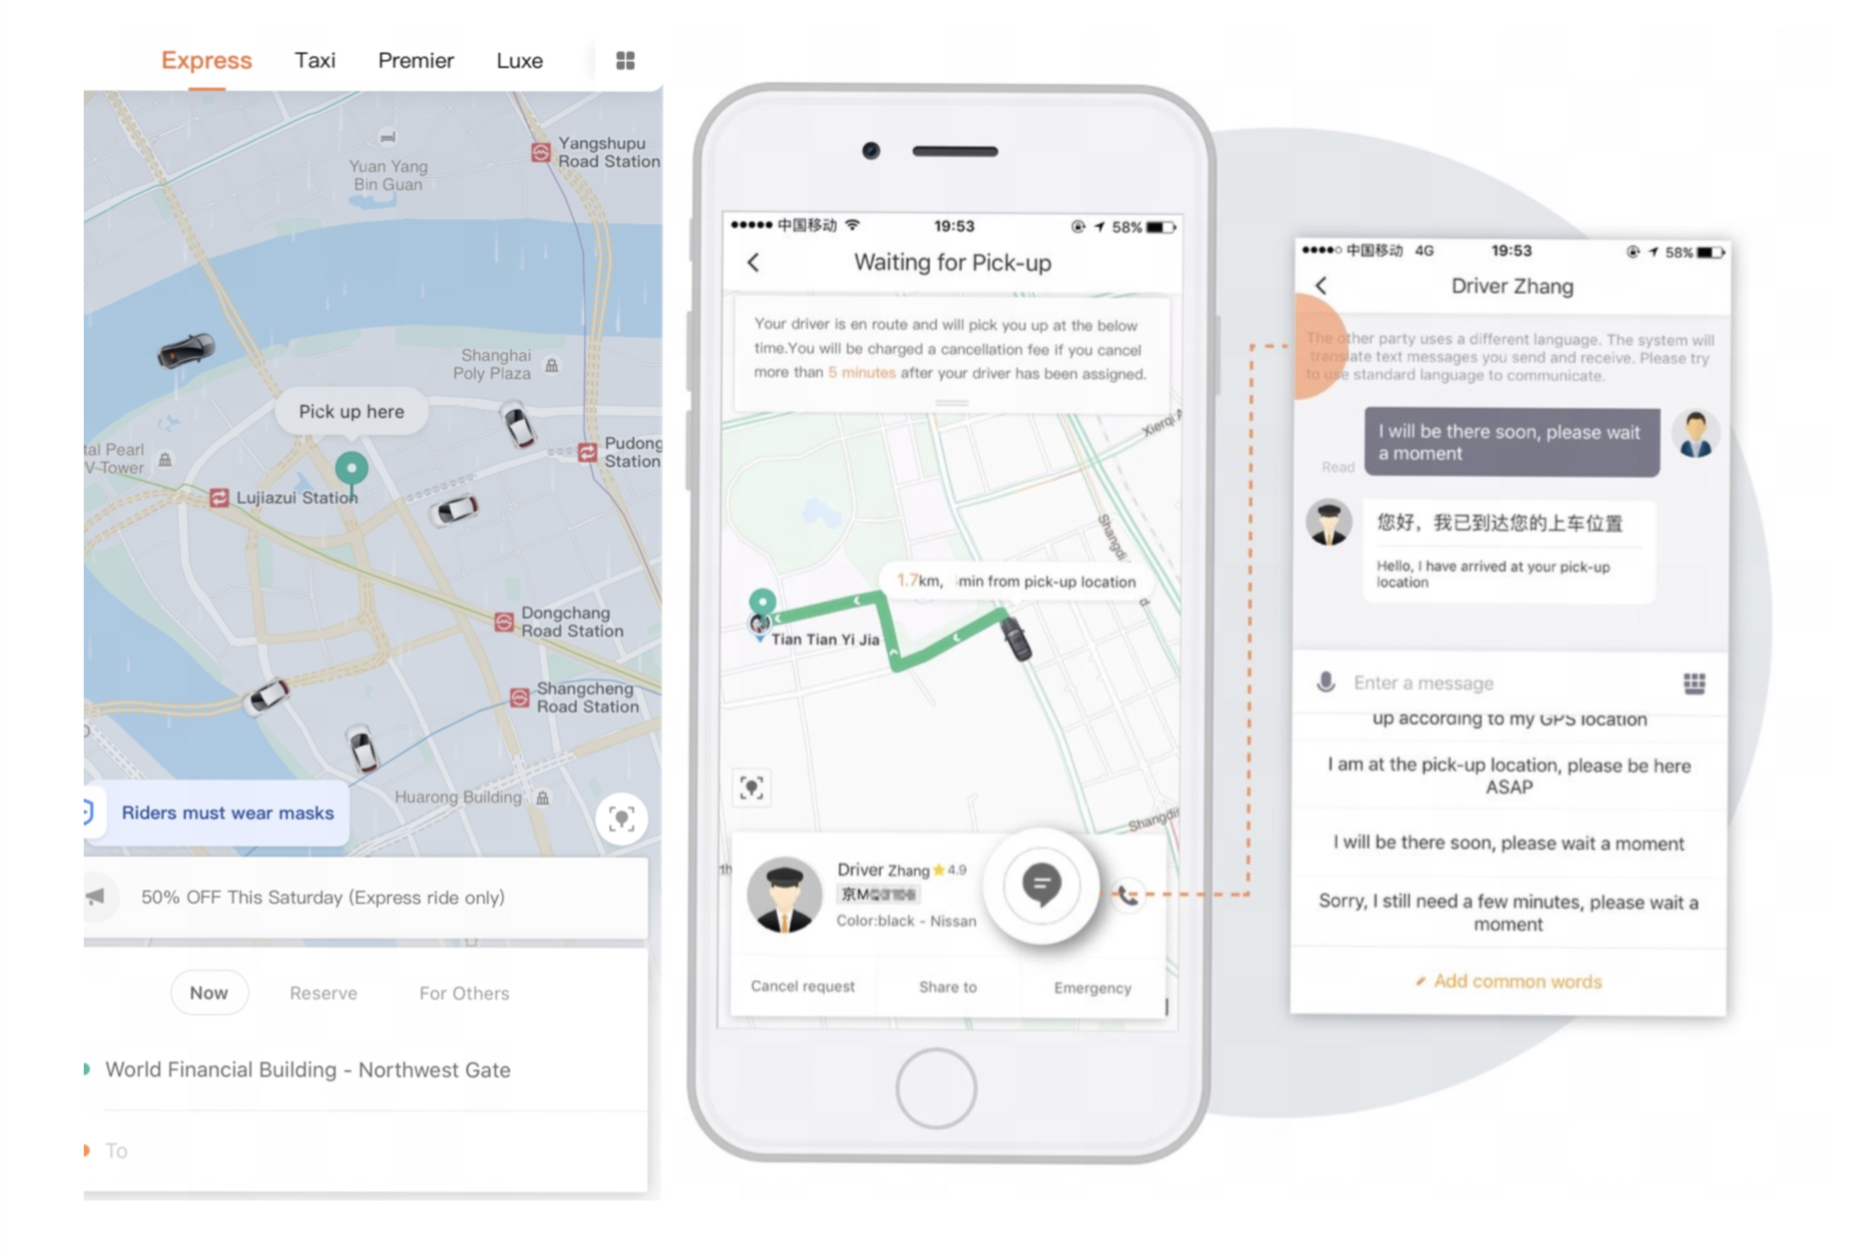 Express
Taxi
Premier
Luxe
Yangshupu
Road Station
Yuan Yang
Bin Guan
Shanghai
Poly Plaza
Pick up here
Pudong
Station
tal Pearl
V Tower
Lujiazui Station
Dongchang
Road Station
Shangcheng
Road Station
Huarong Building
Riders must wear masks
50% OFF This Saturday (Express ride only)
Now
Reserve
For Others
World Financial Building - Northwest Gate
To
中国移动
19:53
58%
Waiting for Pick-up
Your driver is en route and will pick you up at the below
time.You will be charged a cancellation fee if you cancel
more than 5 minutes after your driver has been assigned.
Xierqi
Shangdi
1.7km, min from pick-up location
Tian Tian Yi Jia
Shangdi
th
Driver Zhang 4.9
京M
Color:black - Nissan
Cancel request
Share to
Emergency
中国移动 4G
19:53
58%
Driver Zhang
The other party uses a different language. The system will
translate text messages you send and receive. Please try
to use standard language to communicate.
I will be there soon, please wait
a moment
Read
您好，我已到达您的上车位置
Hello, I have arrived at your pick-up
location
Enter a message
up according to my GPS location
I am at the pick-up location, please be here
ASAP
I will be there soon, please wait a moment
Sorry, I still need a few minutes, please wait a
moment
Add common words